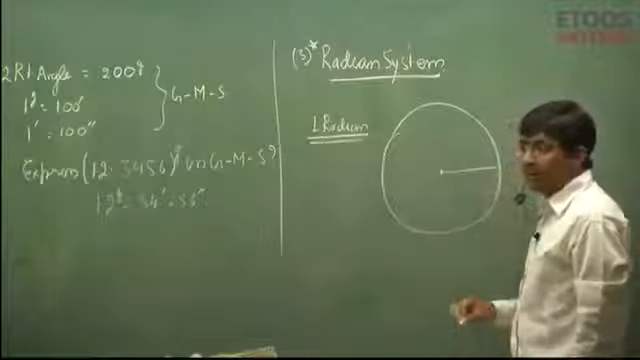 2 Rt Angle = 200ᵍ
1ᵍ = 100'
1' = 100"
G-M-S
Express (12.3456)ᵍ in G-M-S?
12ᵍ - 34' - 56"
(3)* Radian System
1 Radian
ETOOS